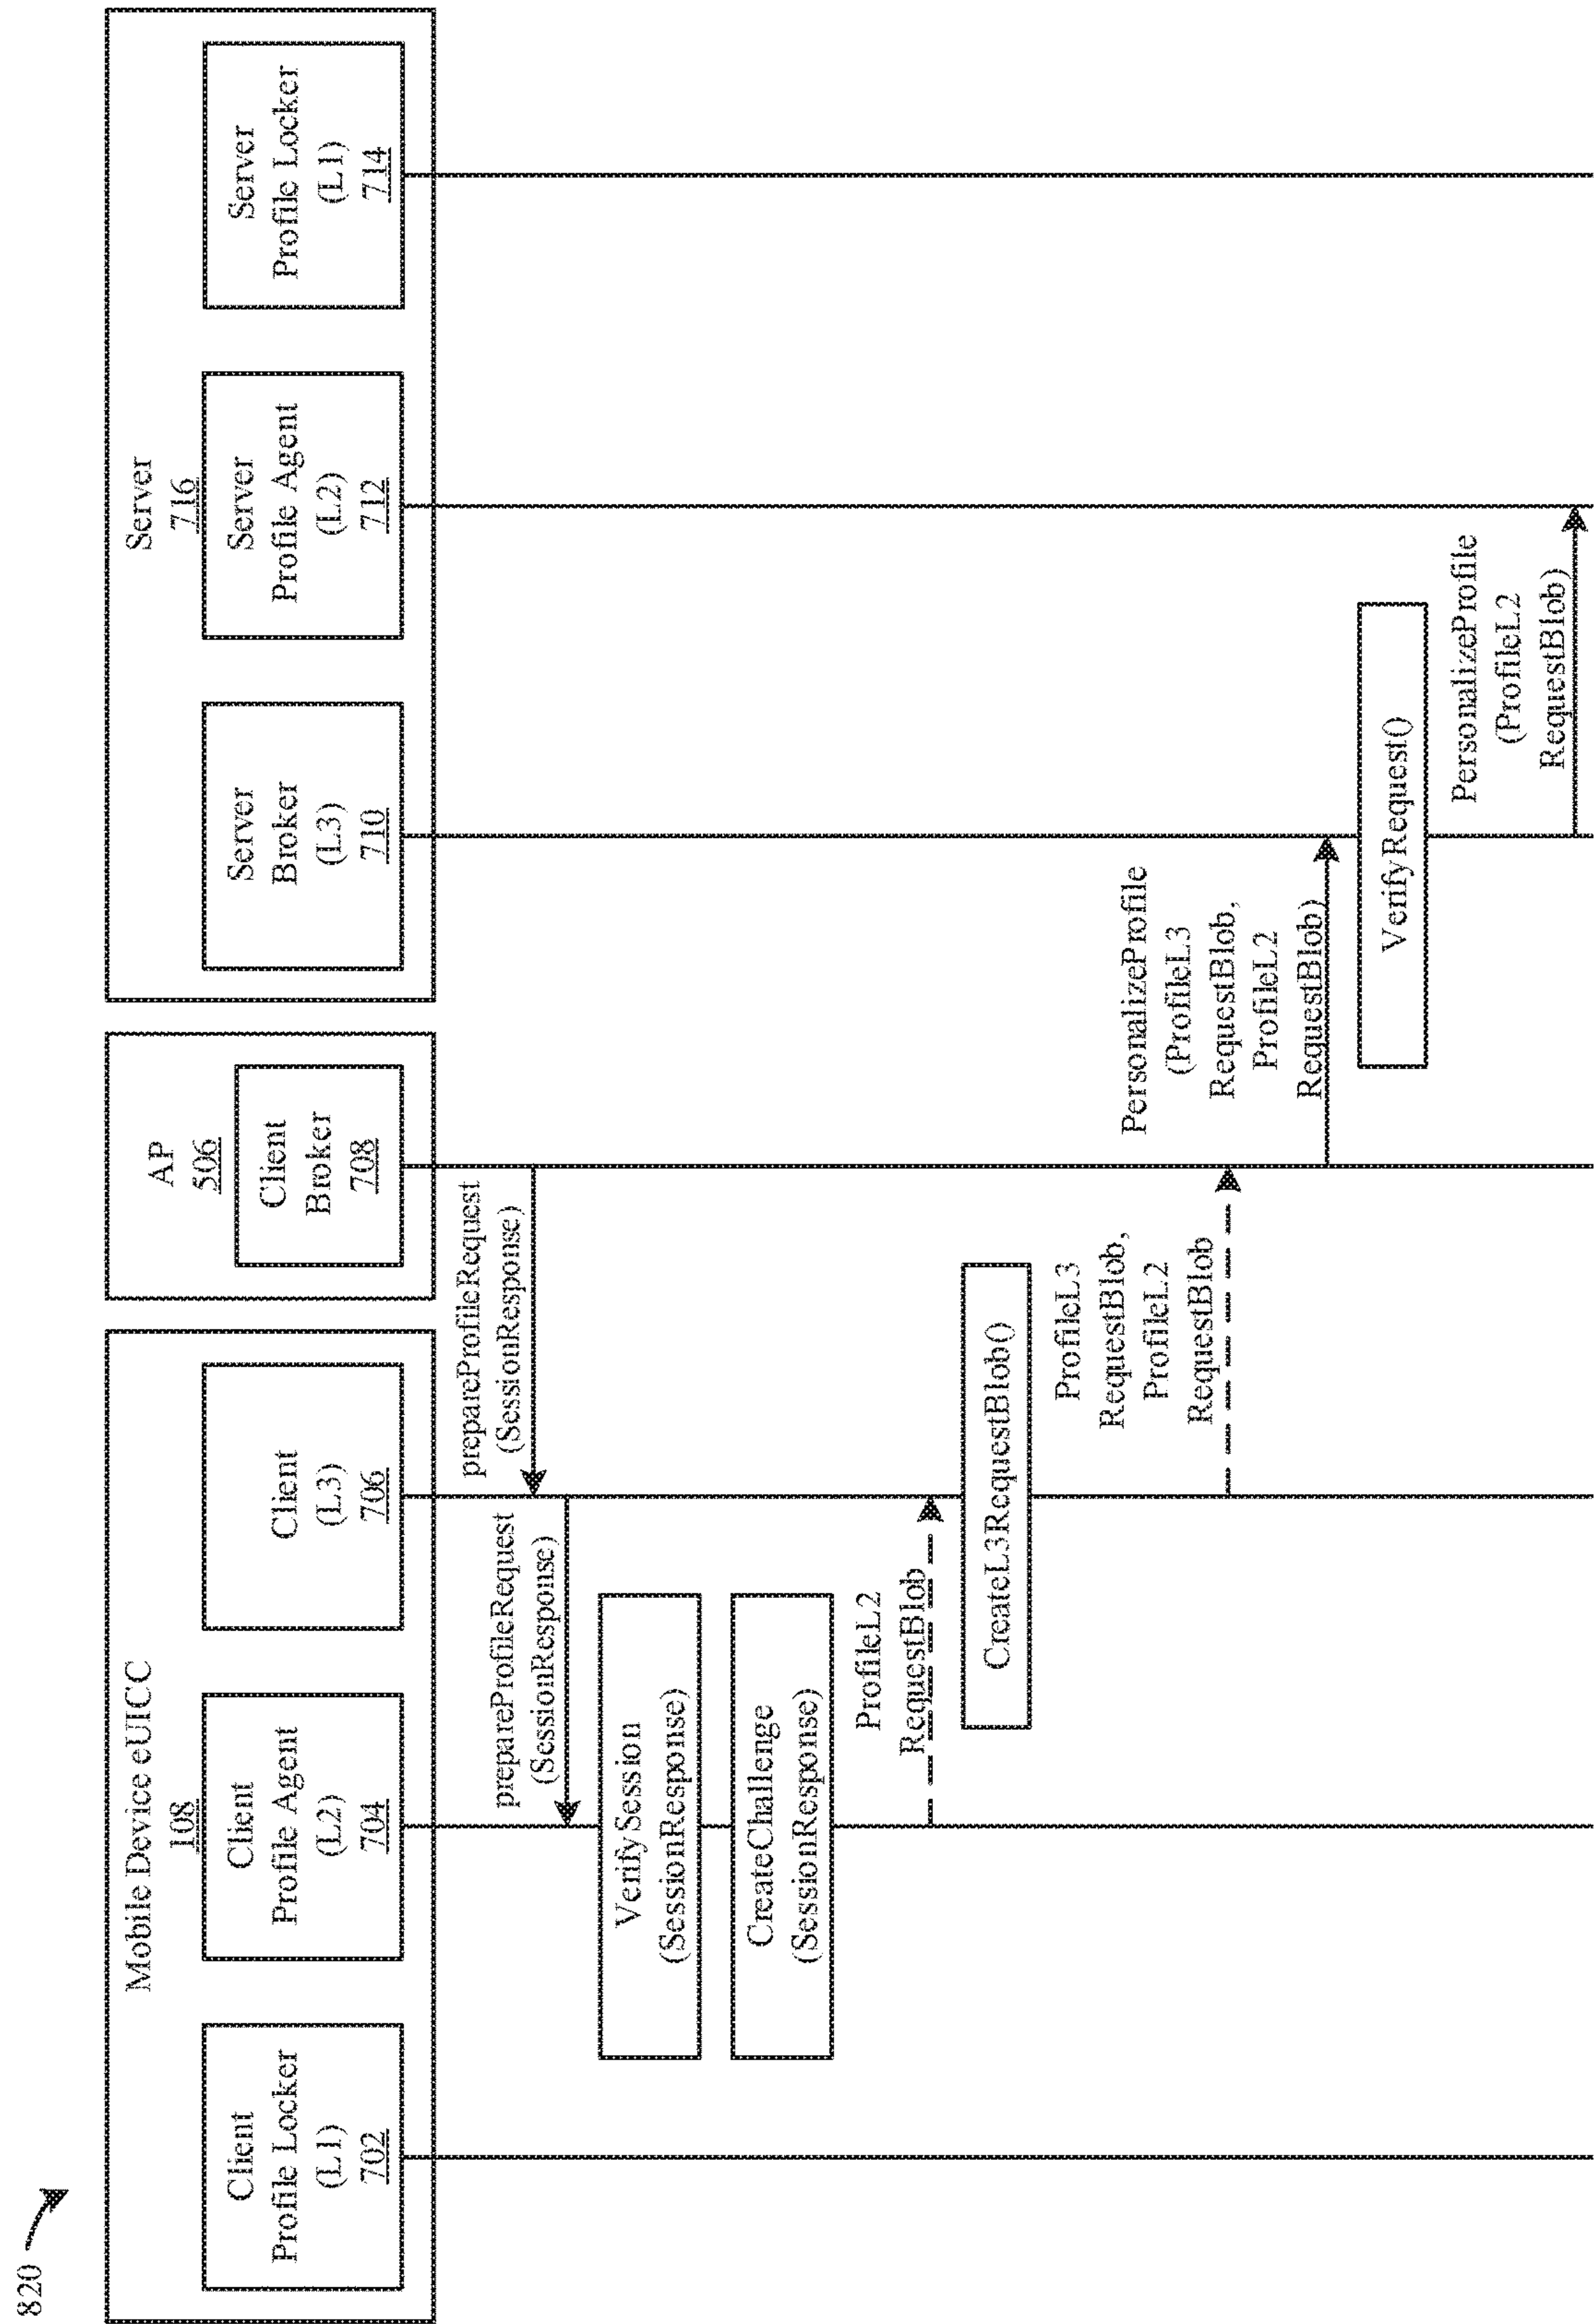 820
Mobile Device eUICC
108
Client
Profile Locker
(L1)
702
Client
Profile Agent
(L2)
704
Client
(L3)
706
AP
506
Client
Broker
708
Server
716
Server
Broker
(L3)
710
Server
Profile Agent
(L2)
712
Server
Profile Locker
(L1)
714
prepareProfileRequest
(SessionResponse)
prepareProfileRequest
(SessionResponse)
VerifySession
(SessionResponse)
CreateChallenge
(SessionResponse)
ProfileL2
RequestBlob
CreateL3RequestBlob()
ProfileL3
RequestBlob,
ProfileL2
RequestBlob
PersonalizeProfile
(ProfileL3
RequestBlob,
ProfileL2
RequestBlob)
VerifyRequest()
PersonalizeProfile
(ProfileL2
RequestBlob)